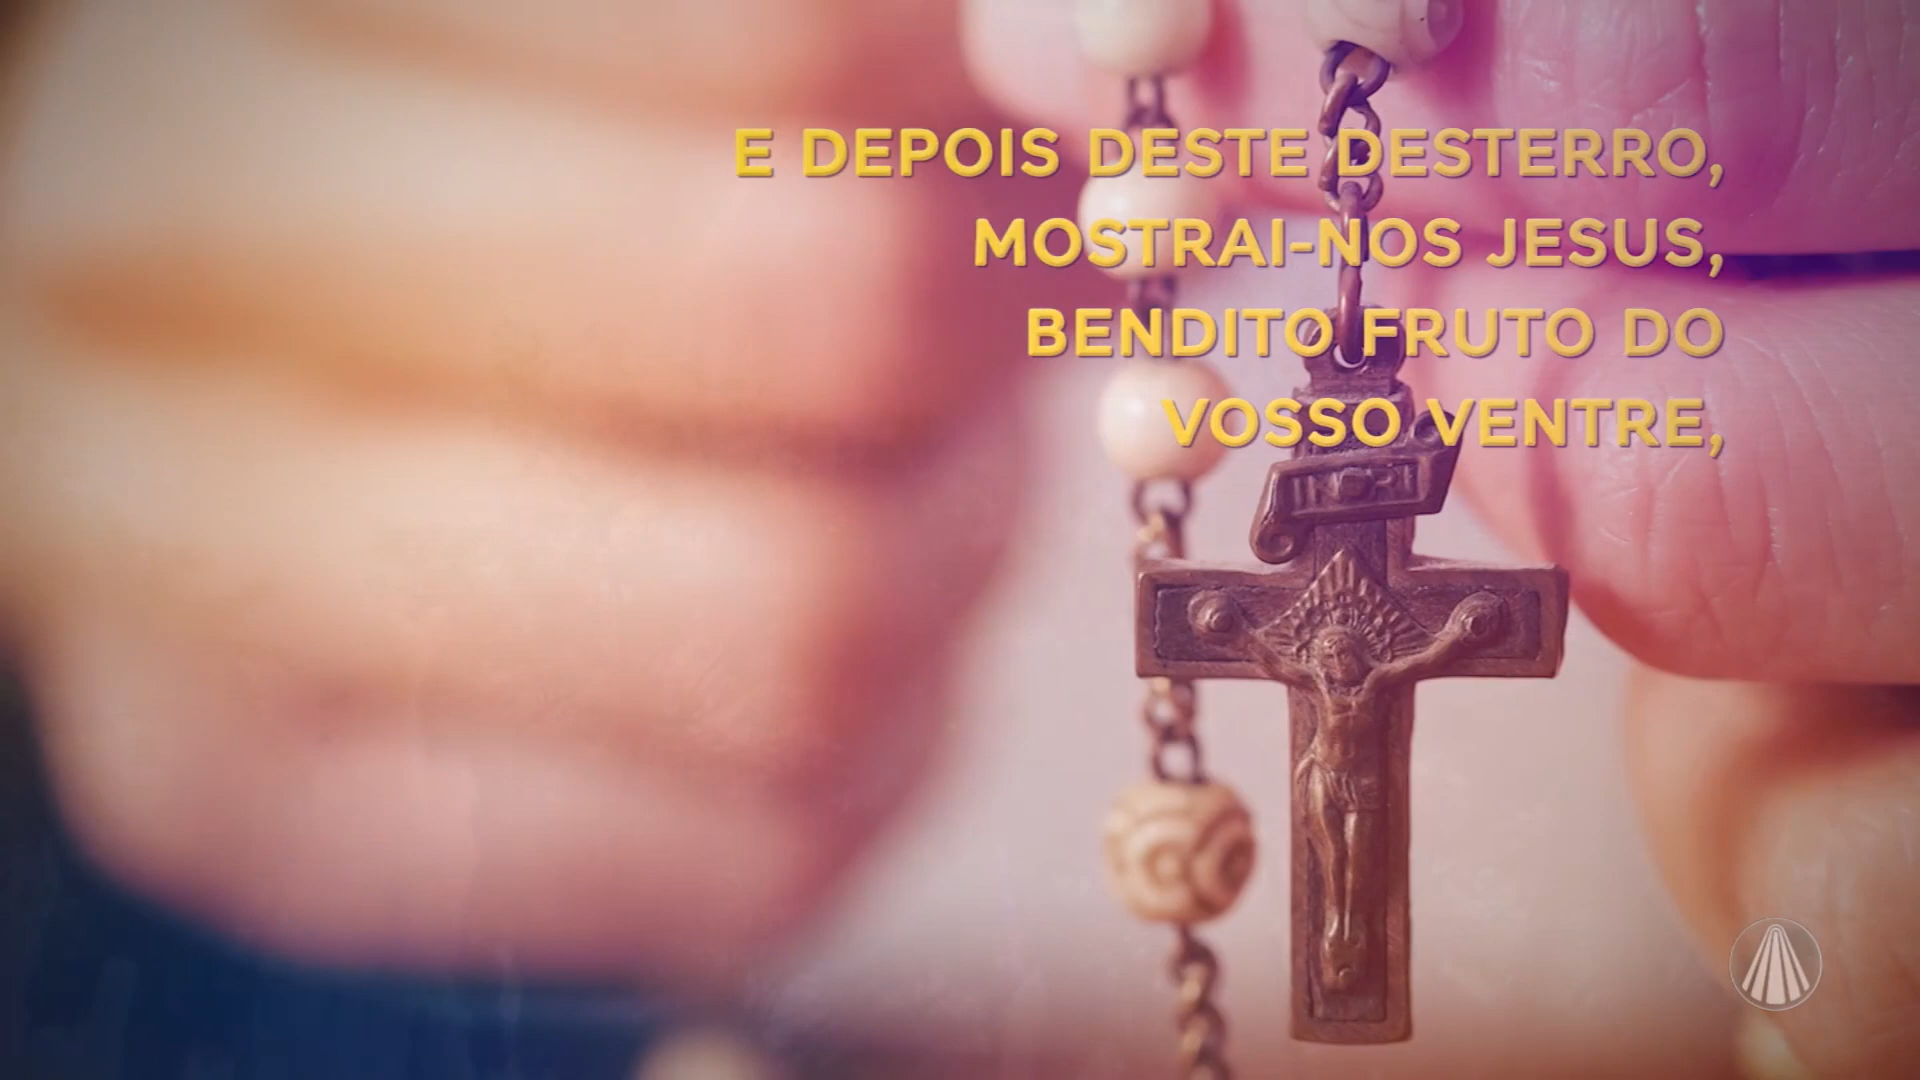 E DEPOIS DESTE DESTERRO,
MOSTRAI-NOS JESUS,
BENDITO FRUTO DO
VOSSO VENTRE,
INRI